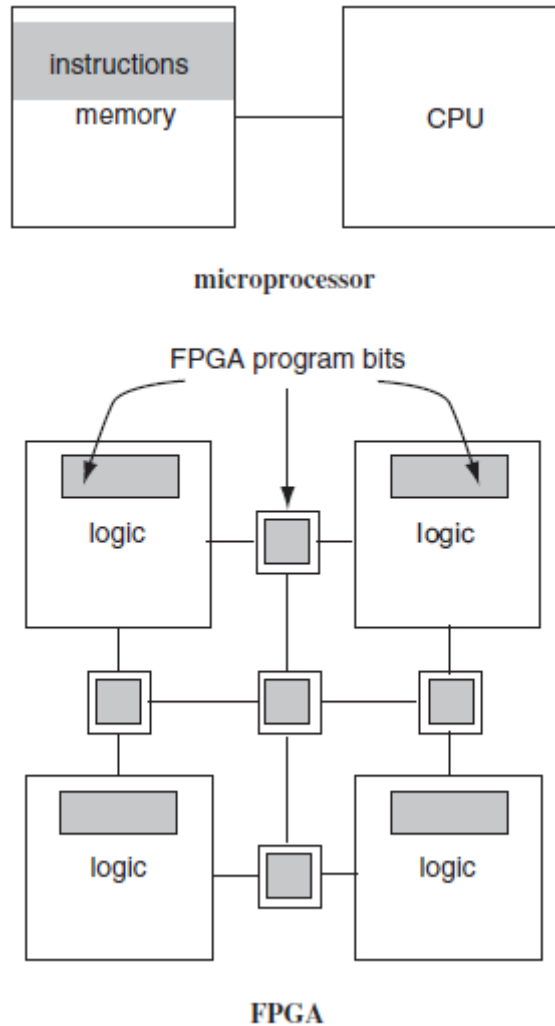 instructions
memory
CPU
microprocessor
FPGA program bits
logic
logic
logic
logic
FPGA